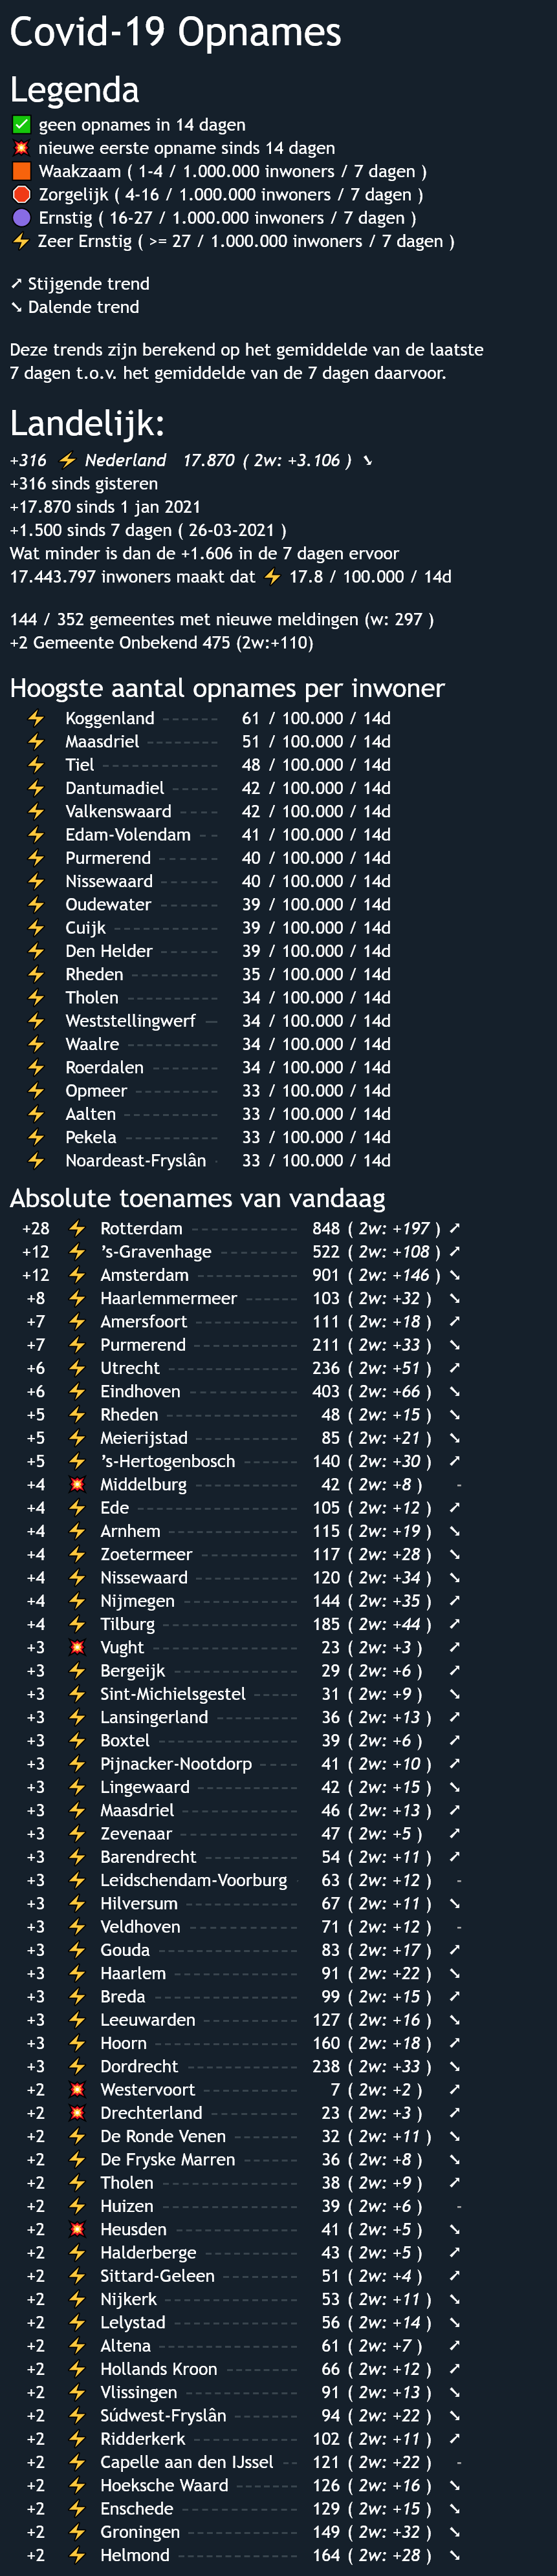 Covid-19 Opnames
Legenda
✅ geen opnames in 14 dagen
💥 nieuwe eerste opname sinds 14 dagen
🟧 Waakzaam ( 1-4 / 1.000.000 inwoners / 7 dagen )
🛑 Zorgelijk ( 4-16 / 1.000.000 inwoners / 7 dagen )
🟣 Ernstig ( 16-27 / 1.000.000 inwoners / 7 dagen )
⚡ Zeer Ernstig ( >= 27 / 1.000.000 inwoners / 7 dagen )
➚ Stijgende trend
➘ Dalende trend
Deze trends zijn berekend op het gemiddelde van de laatste
7 dagen t.o.v. het gemiddelde van de 7 dagen daarvoor.
Landelijk:
+316 ⚡ Nederland 17.870 ( 2w: +3.106 ) ➘
+316 sinds gisteren
+17.870 sinds 1 jan 2021
+1.500 sinds 7 dagen ( 26-03-2021 )
Wat minder is dan de +1.606 in de 7 dagen ervoor
17.443.797 inwoners maakt dat ⚡ 17.8 / 100.000 / 14d
144 / 352 gemeentes met nieuwe meldingen (w: 297 )
+2 Gemeente Onbekend 475 (2w:+110)
Hoogste aantal opnames per inwoner
⚡ Koggenland 61 / 100.000 / 14d
⚡ Maasdriel 51 / 100.000 / 14d
⚡ Tiel 48 / 100.000 / 14d
⚡ Dantumadiel 42 / 100.000 / 14d
⚡ Valkenswaard 42 / 100.000 / 14d
⚡ Edam-Volendam 41 / 100.000 / 14d
⚡ Purmerend 40 / 100.000 / 14d
⚡ Nissewaard 40 / 100.000 / 14d
⚡ Oudewater 39 / 100.000 / 14d
⚡ Cuijk 39 / 100.000 / 14d
⚡ Den Helder 39 / 100.000 / 14d
⚡ Rheden 35 / 100.000 / 14d
⚡ Tholen 34 / 100.000 / 14d
⚡ Weststellingwerf 34 / 100.000 / 14d
⚡ Waalre 34 / 100.000 / 14d
⚡ Roerdalen 34 / 100.000 / 14d
⚡ Opmeer 33 / 100.000 / 14d
⚡ Aalten 33 / 100.000 / 14d
⚡ Pekela 33 / 100.000 / 14d
⚡ Noardeast-Fryslân 33 / 100.000 / 14d
Absolute toenames van vandaag
+28 ⚡ Rotterdam 848 ( 2w: +197 ) ➚
+12 ⚡ 's-Gravenhage 522 ( 2w: +108 ) ➚
+12 ⚡ Amsterdam 901 ( 2w: +146 ) ➘
+8 ⚡ Haarlemmermeer 103 ( 2w: +32 ) ➘
+7 ⚡ Amersfoort 111 ( 2w: +18 ) ➚
+7 ⚡ Purmerend 211 ( 2w: +33 ) ➘
+6 ⚡ Utrecht 236 ( 2w: +51 ) ➚
+6 ⚡ Eindhoven 403 ( 2w: +66 ) ➘
+5 ⚡ Rheden 48 ( 2w: +15 ) ➘
+5 ⚡ Meierijstad 85 ( 2w: +21 ) ➘
+5 ⚡ 's-Hertogenbosch 140 ( 2w: +30 ) ➚
+4 💥 Middelburg 42 ( 2w: +8 ) -
+4 ⚡ Ede 105 ( 2w: +12 ) ➚
+4 ⚡ Arnhem 115 ( 2w: +19 ) ➘
+4 ⚡ Zoetermeer 117 ( 2w: +28 ) ➘
+4 ⚡ Nissewaard 120 ( 2w: +34 ) ➘
+4 ⚡ Nijmegen 144 ( 2w: +35 ) ➚
+4 ⚡ Tilburg 185 ( 2w: +44 ) ➚
+3 💥 Vught 23 ( 2w: +3 ) ➚
+3 ⚡ Bergeijk 29 ( 2w: +6 ) ➚
+3 ⚡ Sint-Michielsgestel 31 ( 2w: +9 ) ➘
+3 ⚡ Lansingerland 36 ( 2w: +13 ) ➚
+3 ⚡ Boxtel 39 ( 2w: +6 ) ➚
+3 ⚡ Pijnacker-Nootdorp 41 ( 2w: +10 ) ➚
+3 ⚡ Lingewaard 42 ( 2w: +15 ) ➘
+3 ⚡ Maasdriel 46 ( 2w: +13 ) ➚
+3 ⚡ Zevenaar 47 ( 2w: +5 ) ➚
+3 ⚡ Barendrecht 54 ( 2w: +11 ) ➚
+3 ⚡ Leidschendam-Voorburg 63 ( 2w: +12 ) -
+3 ⚡ Hilversum 67 ( 2w: +11 ) ➘
+3 ⚡ Veldhoven 71 ( 2w: +12 ) -
+3 ⚡ Gouda 83 ( 2w: +17 ) ➚
+3 ⚡ Haarlem 91 ( 2w: +22 ) ➘
+3 ⚡ Breda 99 ( 2w: +15 ) ➚
+3 ⚡ Leeuwarden 127 ( 2w: +16 ) ➘
+3 ⚡ Hoorn 160 ( 2w: +18 ) ➚
+3 ⚡ Dordrecht 238 ( 2w: +33 ) ➘
+2 💥 Westervoort 7 ( 2w: +2 ) ➚
+2 💥 Drechterland 23 ( 2w: +3 ) ➚
+2 ⚡ De Ronde Venen 32 ( 2w: +11 ) ➘
+2 ⚡ De Fryske Marren 36 ( 2w: +8 ) ➘
+2 ⚡ Tholen 38 ( 2w: +9 ) ➚
+2 ⚡ Huizen 39 ( 2w: +6 ) -
+2 💥 Heusden 41 ( 2w: +5 ) ➘
+2 ⚡ Halderberge 43 ( 2w: +5 ) ➚
+2 ⚡ Sittard-Geleen 51 ( 2w: +4 ) ➚
+2 ⚡ Nijkerk 53 ( 2w: +11 ) ➘
+2 ⚡ Lelystad 56 ( 2w: +14 ) ➘
+2 ⚡ Altena 61 ( 2w: +7 ) ➚
+2 ⚡ Hollands Kroon 66 ( 2w: +12 ) ➚
+2 ⚡ Vlissingen 91 ( 2w: +13 ) ➘
+2 ⚡ Súdwest-Fryslân 94 ( 2w: +22 ) ➘
+2 ⚡ Ridderkerk 102 ( 2w: +11 ) ➚
+2 ⚡ Capelle aan den IJssel 121 ( 2w: +22 ) -
+2 ⚡ Hoeksche Waard 126 ( 2w: +16 ) ➘
+2 ⚡ Enschede 129 ( 2w: +15 ) ➘
+2 ⚡ Groningen 149 ( 2w: +32 ) ➘
+2 ⚡ Helmond 164 ( 2w: +28 ) ➘